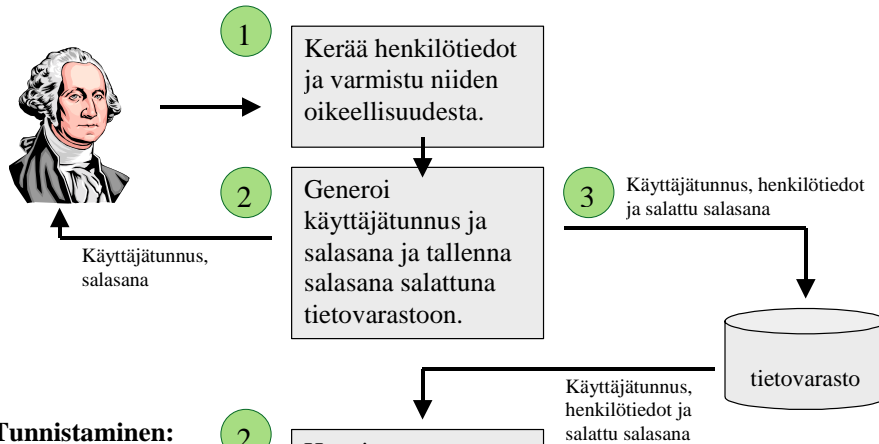 1
Kerää henkilötiedot
ja varmistu niiden
oikeellisuudesta.
2
Generoi
käyttäjätunnus ja
salasana ja tallenna
salasana salattuna
tietovarastoon.
3
Käyttäjätunnus, henkilötiedot
ja salattu salasana
Käyttäjätunnus,
salasana
tietovarasto
Käyttäjätunnus,
henkilötiedot ja
salattu salasana
Tunnistaminen:
2